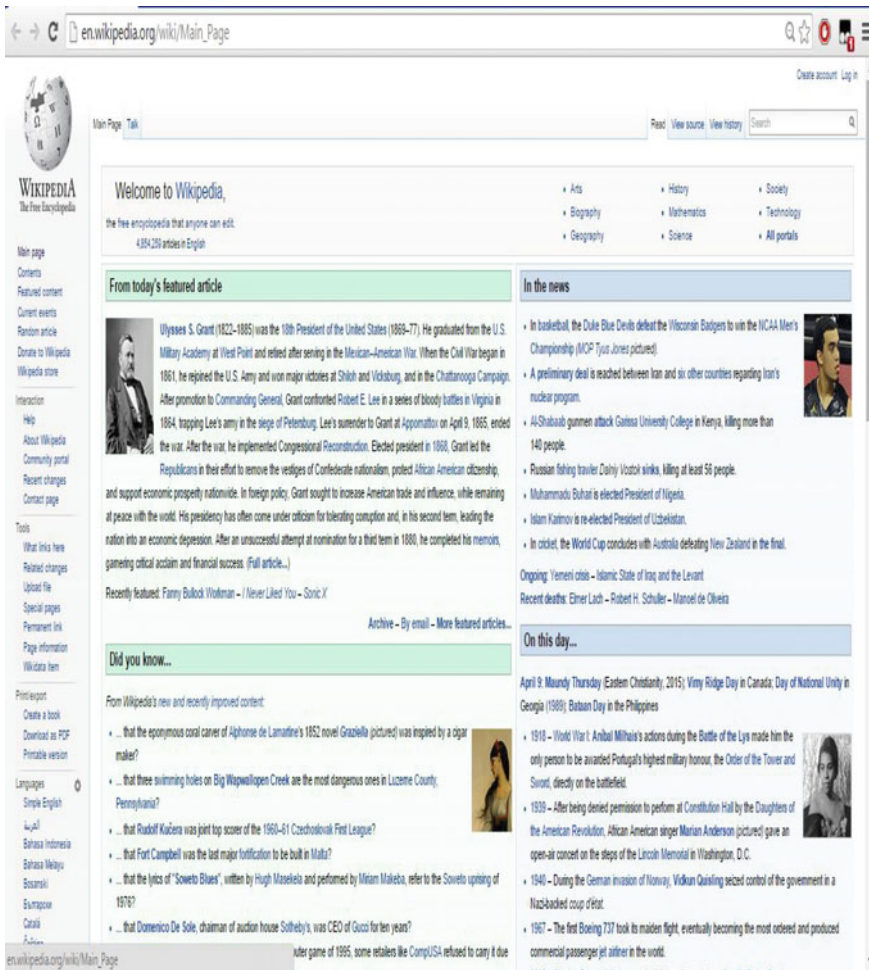 en.wikipedia.org/wiki/Main_Page
Create account Log in
Main Page Talk
Read View source View history Search
WIKIPEDIA
The Free Encyclopedia
Main page
Contents
Featured content
Current events
Random article
Donate to Wikipedia
Wikipedia store
Interaction
Help
About Wikipedia
Community portal
Recent changes
Contact page
Tools
What links here
Related changes
Upload file
Special pages
Permanent link
Page information
Wikidata item
Print/export
Create a book
Download as PDF
Printable version
Languages
Simple English
العربية
Bahasa Indonesia
Bahasa Melayu
Bosanski
Български
Català
Čeština
Welcome to Wikipedia,
the free encyclopedia that anyone can edit.
4,854,259 articles in English
• Arts
• Biography
• Geography
• History
• Mathematics
• Science
• Society
• Technology
• All portals
From today's featured article
Ulysses S. Grant (1822–1885) was the 18th President of the United States (1869–77). He graduated from the U.S.
Military Academy at West Point and retired after serving in the Mexican–American War. When the Civil War began in
1861, he rejoined the U.S. Army and won major victories at Shiloh and Vicksburg, and in the Chattanooga Campaign.
After promotion to Commanding General, Grant confronted Robert E. Lee in a series of bloody battles in Virginia in
1864, trapping Lee's army in the siege of Petersburg. Lee's surrender to Grant at Appomattox on April 9, 1865, ended
the war. After the war, he implemented Congressional Reconstruction. Elected president in 1868, Grant led the
Republicans in their effort to remove the vestiges of Confederate nationalism, protect African American citizenship,
and support economic prosperity nationwide. In foreign policy, Grant sought to increase American trade and influence, while remaining
at peace with the world. His presidency has often come under criticism for tolerating corruption and, in his second term, leading the
nation into an economic depression. After an unsuccessful attempt at nomination for a third term in 1880, he completed his memoirs,
garnering critical acclaim and financial success. (Full article...)
Recently featured: Fanny Bullock Workman – I Never Liked You – Sonic X
Archive – By email – More featured articles...
Did you know...
From Wikipedia's new and recently improved content:
• ... that the eponymous coral carver of Alphonse de Lamartine's 1852 novel Graziella (pictured) was inspired by a cigar
maker?
• ... that three swimming holes on Big Wapwallopen Creek are the most dangerous ones in Luzerne County,
Pennsylvania?
• ... that Rudolf Kučera was joint top scorer of the 1960–61 Czechoslovak First League?
• ... that Fort Campbell was the last major fortification to be built in Malta?
• ... that the lyrics of "Soweto Blues", written by Hugh Masekela and performed by Miriam Makeba, refer to the Soweto uprising of
1976?
• ... that Domenico De Sole, chairman of auction house Sotheby's, was CEO of Gucci for ten years?
uter game of 1995, some retailers like CompUSA refused to carry it due
In the news
• In basketball, the Duke Blue Devils defeat the Wisconsin Badgers to win the NCAA Men's
Championship (MOP Tyus Jones pictured).
• A preliminary deal is reached between Iran and six other countries regarding Iran's
nuclear program.
• Al-Shabaab gunmen attack Garissa University College in Kenya, killing more than
140 people.
• Russian fishing trawler Dalniy Vostok sinks, killing at least 56 people.
• Muhammadu Buhari is elected President of Nigeria.
• Islam Karimov is re-elected President of Uzbekistan.
• In cricket, the World Cup concludes with Australia defeating New Zealand in the final.
Ongoing: Yemeni crisis – Islamic State of Iraq and the Levant
Recent deaths: Elmer Lach – Robert H. Schuller – Manoel de Oliveira
On this day...
April 9: Maundy Thursday (Eastern Christianity, 2015); Vimy Ridge Day in Canada; Day of National Unity in
Georgia (1989); Bataan Day in the Philippines
• 1918 – World War I: Aníbal Milhais's actions during the Battle of the Lys made him the
only person to be awarded Portugal's highest military honour, the Order of the Tower and
Sword, directly on the battlefield.
• 1939 – After being denied permission to perform at Constitution Hall by the Daughters of
the American Revolution, African American singer Marian Anderson (pictured) gave an
open-air concert on the steps of the Lincoln Memorial in Washington, D.C.
• 1940 – During the German invasion of Norway, Vidkun Quisling seized control of the government in a
Nazi-backed coup d'état.
• 1967 – The first Boeing 737 took its maiden flight, eventually becoming the most ordered and produced
commercial passenger jet airliner in the world.
en.wikipedia.org/wiki/Main_Page